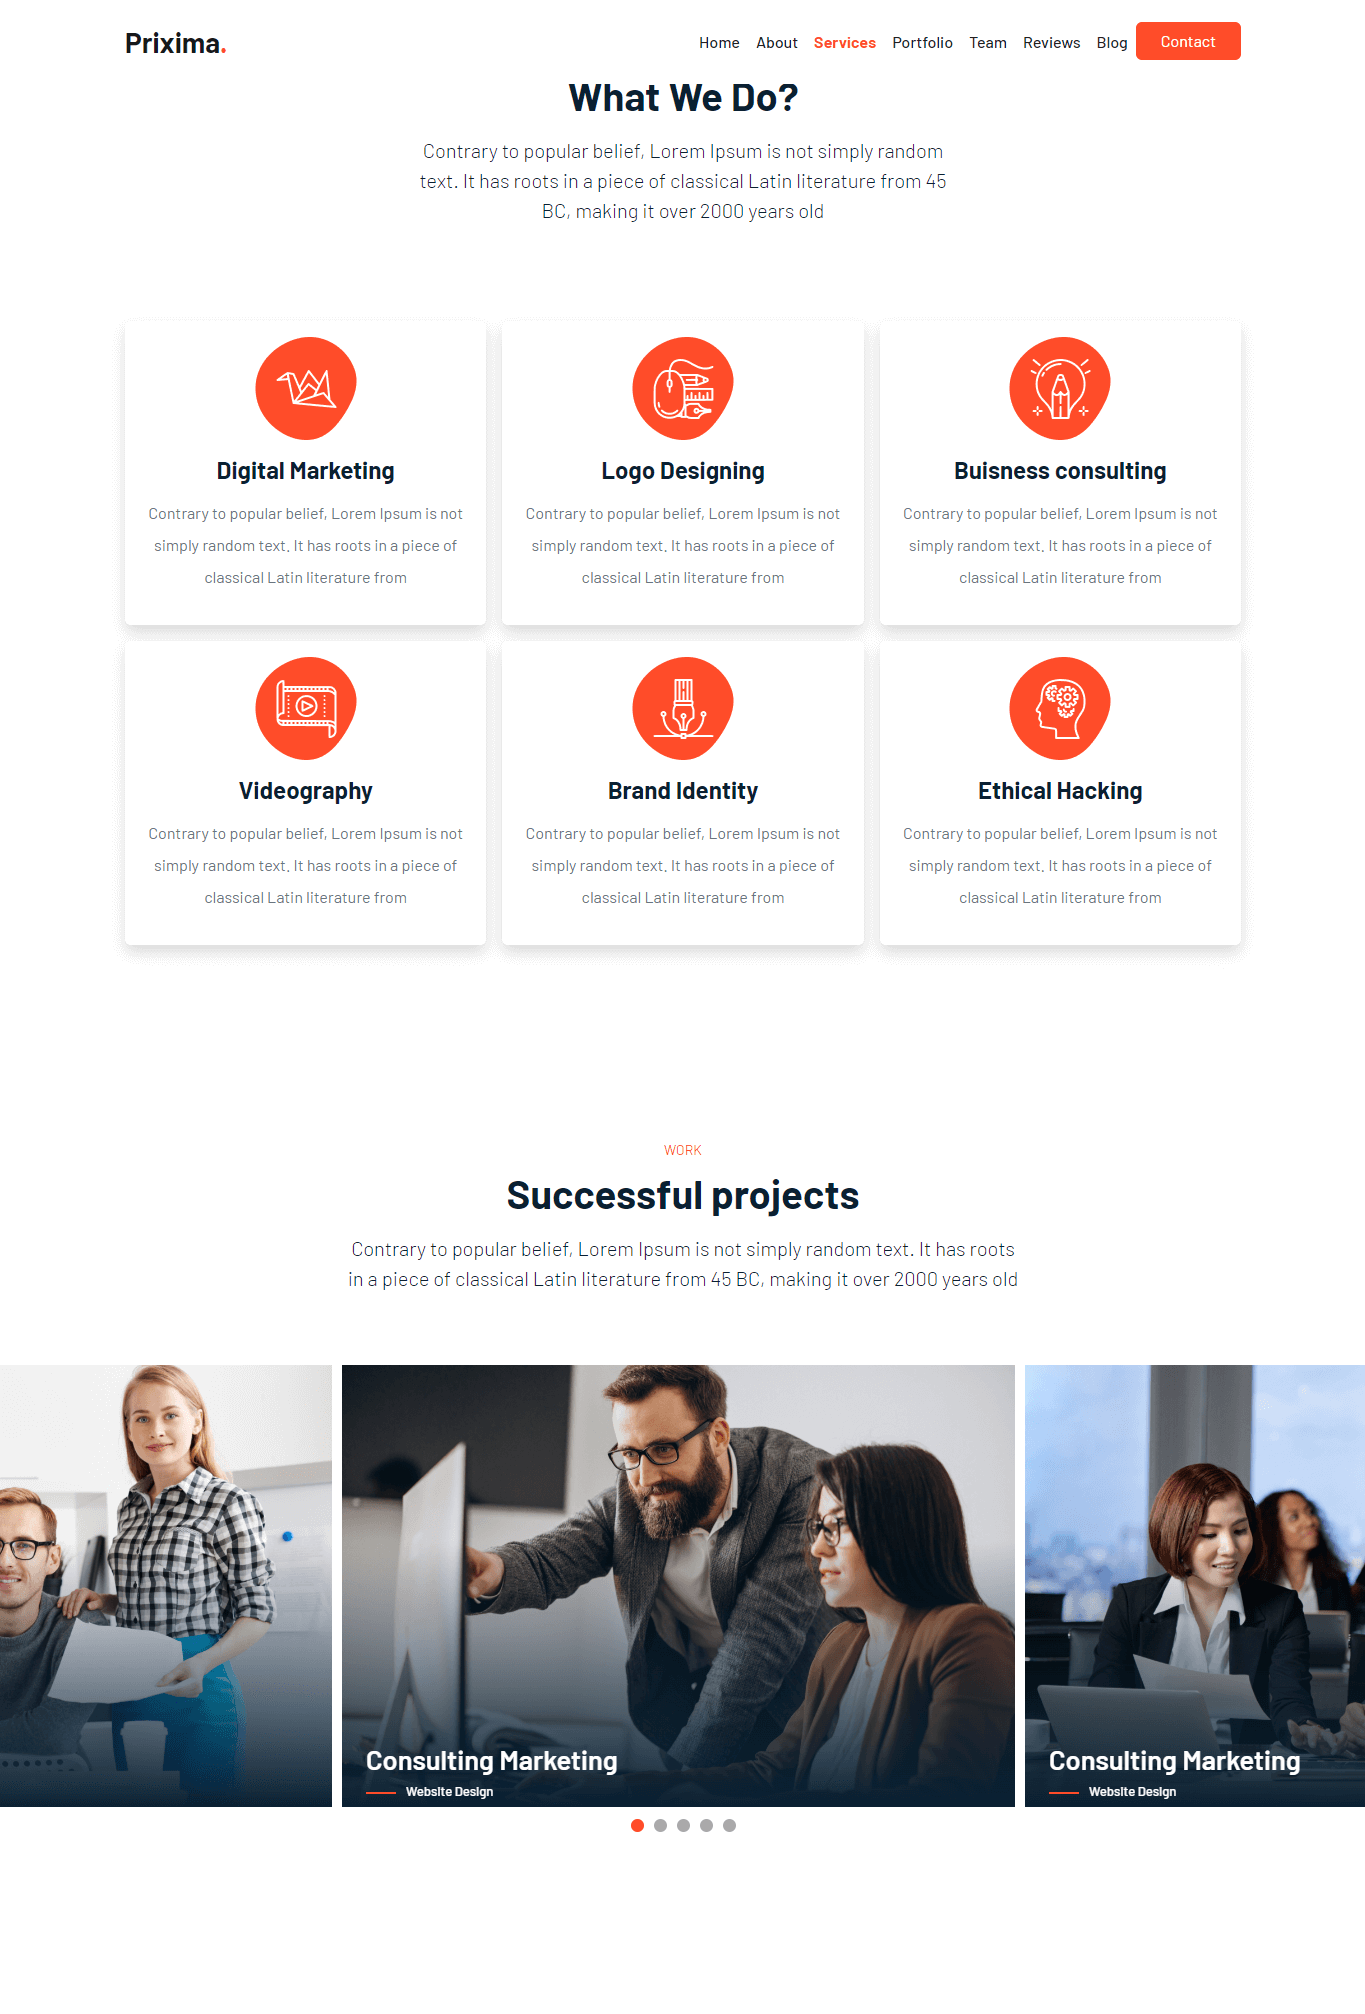 Prixima.
Home About Services Portfolio Team Reviews Blog Contact
What We Do?
Contrary to popular belief, Lorem Ipsum is not simply random
text. It has roots in a piece of classical Latin literature from 45
BC, making it over 2000 years old
Digital Marketing
Contrary to popular belief, Lorem Ipsum is not
simply random text. It has roots in a piece of
classical Latin literature from
Logo Designing
Contrary to popular belief, Lorem Ipsum is not
simply random text. It has roots in a piece of
classical Latin literature from
Buisness consulting
Contrary to popular belief, Lorem Ipsum is not
simply random text. It has roots in a piece of
classical Latin literature from
Videography
Contrary to popular belief, Lorem Ipsum is not
simply random text. It has roots in a piece of
classical Latin literature from
Brand Identity
Contrary to popular belief, Lorem Ipsum is not
simply random text. It has roots in a piece of
classical Latin literature from
Ethical Hacking
Contrary to popular belief, Lorem Ipsum is not
simply random text. It has roots in a piece of
classical Latin literature from
WORK
Successful projects
Contrary to popular belief, Lorem Ipsum is not simply random text. It has roots
in a piece of classical Latin literature from 45 BC, making it over 2000 years old
Consulting Marketing
Website Design
Consulting Marketing
Website Design